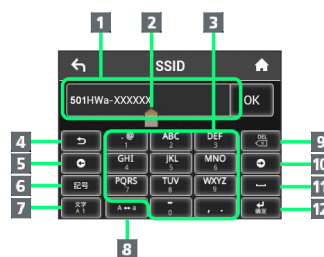 1 2 3
SSID
501HWa-XXXXXX OK
4 . @ 1 ABC 2 DEF 3 DEL 9
5 GHI 4 JKL 5 MNO 6 10
6 記号 PQRS 7 TUV 8 WXYZ 9 11
7 文字 A 1 A↔a 0 , . 確定 12
8